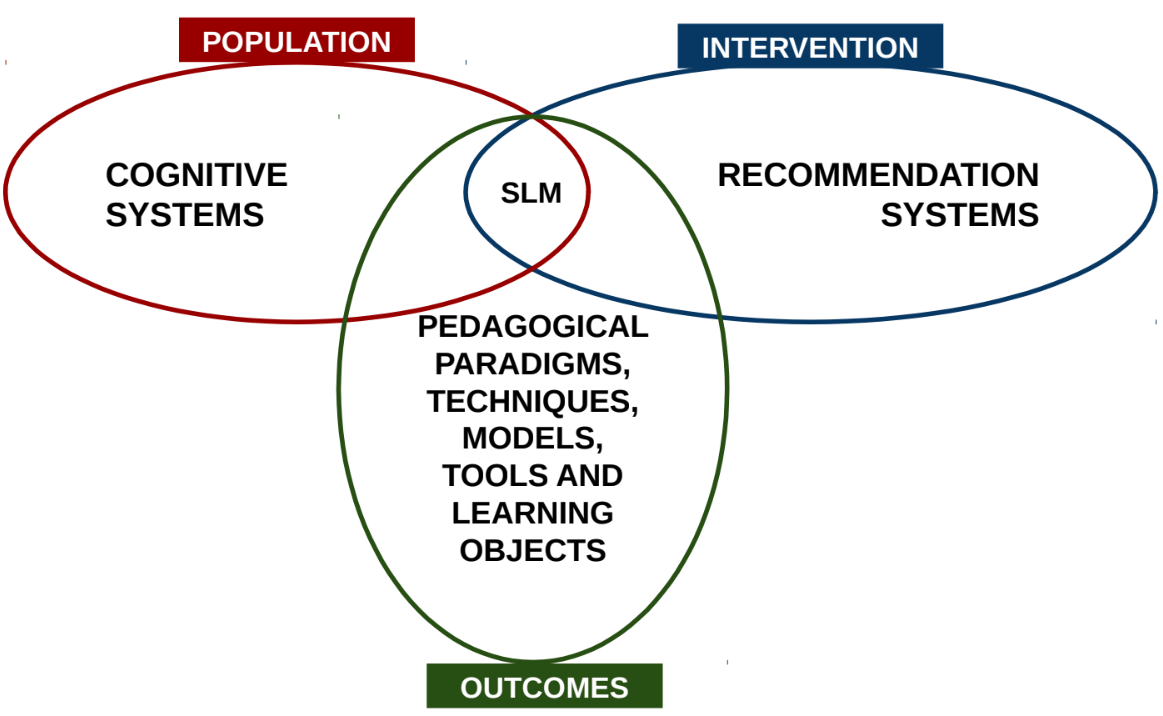 POPULATION
INTERVENTION
COGNITIVE
SYSTEMS
SLM
RECOMMENDATION
SYSTEMS
PEDAGOGICAL
PARADIGMS,
TECHNIQUES,
MODELS,
TOOLS AND
LEARNING
OBJECTS
OUTCOMES